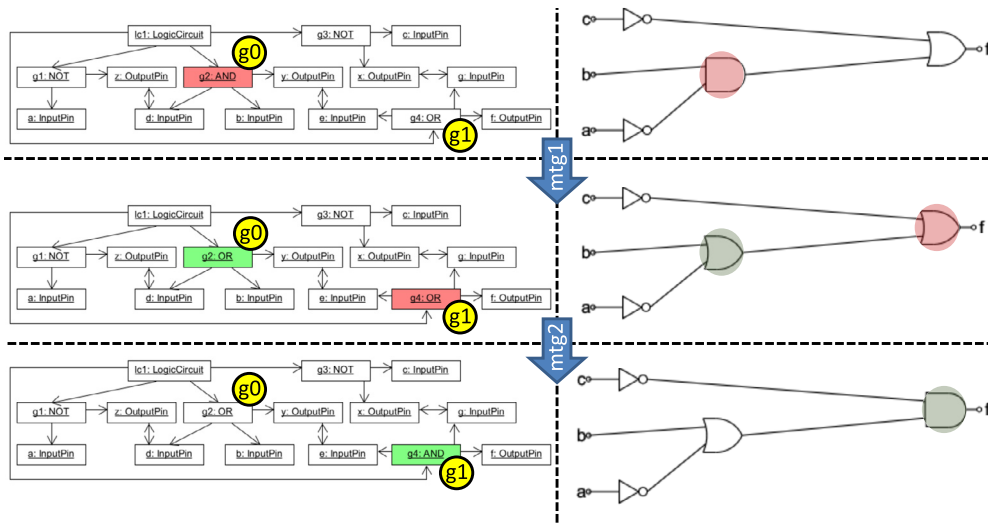 lc1: LogicCircuit
g3: NOT
c: InputPin
g0
g1: NOT
z: OutputPin
g2: AND
y: OutputPin
x: OutputPin
g: InputPin
a: InputPin
d: InputPin
b: InputPin
e: InputPin
g4: OR
f: OutputPin
g1
c
b
a
f
mtg1
lc1: LogicCircuit
g3: NOT
c: InputPin
g0
g1: NOT
z: OutputPin
g2: OR
y: OutputPin
x: OutputPin
g: InputPin
a: InputPin
d: InputPin
b: InputPin
e: InputPin
g4: OR
f: OutputPin
g1
c
b
a
f
mtg2
lc1: LogicCircuit
g3: NOT
c: InputPin
g0
g1: NOT
z: OutputPin
g2: OR
y: OutputPin
x: OutputPin
g: InputPin
a: InputPin
d: InputPin
b: InputPin
e: InputPin
g4: AND
f: OutputPin
g1
c
b
a
f